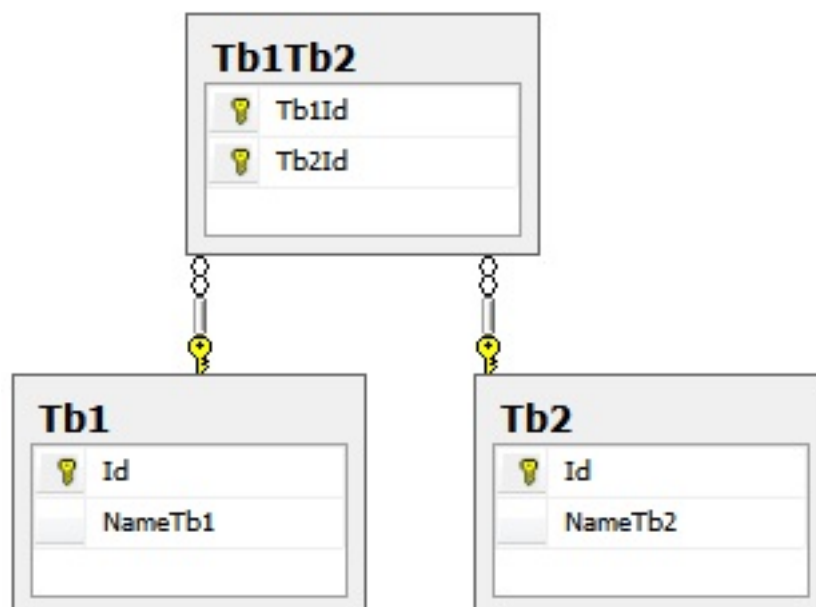 Tb1Tb2
Tb1Id
Tb2Id
Tb1
Id
NameTb1
Tb2
Id
NameTb2